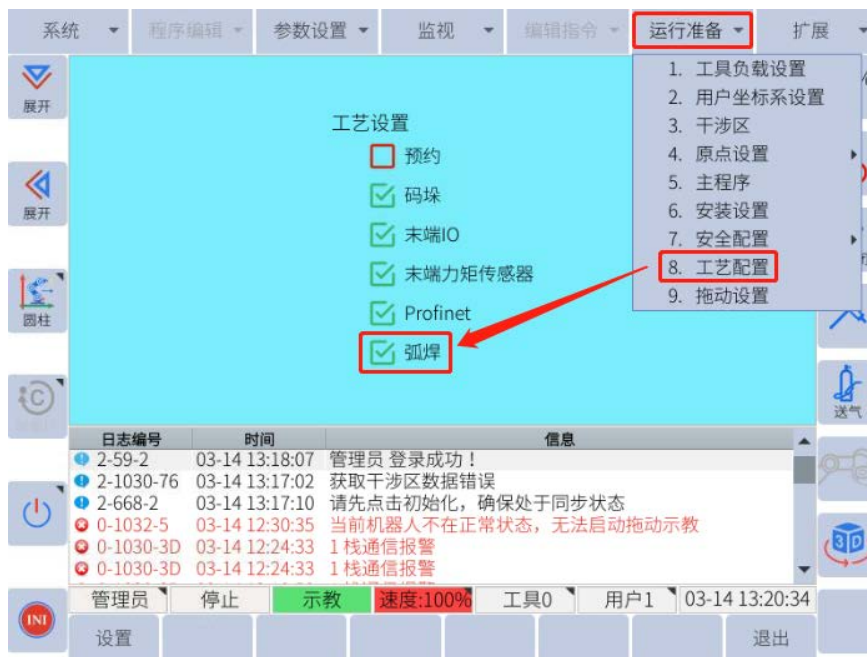 系统
程序编辑
参数设置
监视
编辑指令
运行准备
扩展
1. 工具负载设置
2. 用户坐标系设置
3. 干涉区
4. 原点设置
5. 主程序
6. 安装设置
7. 安全配置
8. 工艺配置
9. 拖动设置
展开
展开
圆柱
工艺设置
预约
码垛
末端IO
末端力矩传感器
Profinet
弧焊
送气
3D
日志编号 时间 信息
2-59-2 03-14 13:18:07 管理员 登录成功！
2-1030-76 03-14 13:17:02 获取干涉区数据错误
2-668-2 03-14 13:17:10 请先点击初始化，确保处于同步状态
0-1032-5 03-14 12:30:35 当前机器人不在正常状态，无法启动拖动示教
0-1030-3D 03-14 12:24:33 1栈通信报警
0-1030-3D 03-14 12:24:33 1栈通信报警
管理员 停止 示教 速度:100% 工具0 用户1 03-14 13:20:34
INI
设置
退出